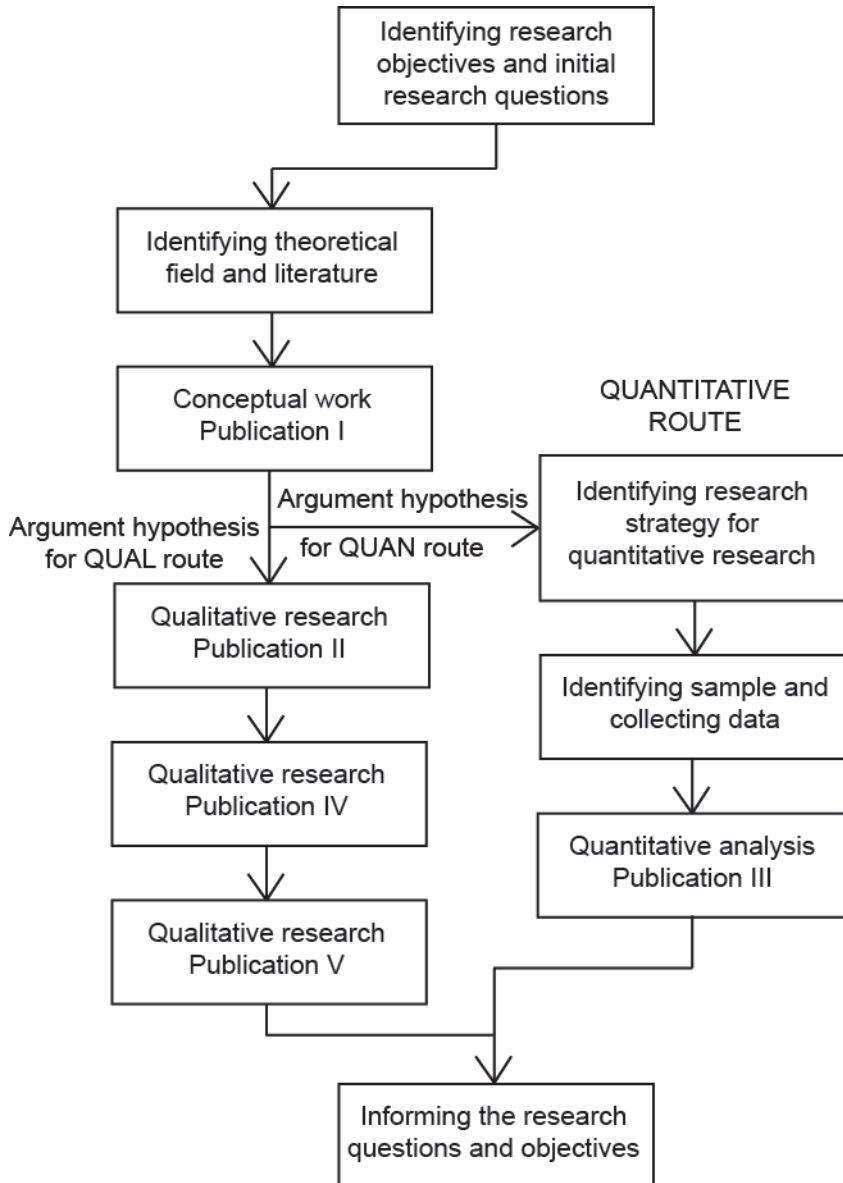 Identifying research
objectives and initial
research questions
Identifying theoretical
field and literature
Conceptual work
Publication I
QUANTITATIVE
ROUTE
Argument hypothesis
for QUAL route
Argument hypothesis
for QUAN route
Identifying research
strategy for
quantitative research
Qualitative research
Publication II
Identifying sample and
collecting data
Qualitative research
Publication IV
Quantitative analysis
Publication III
Qualitative research
Publication V
Informing the research
questions and objectives